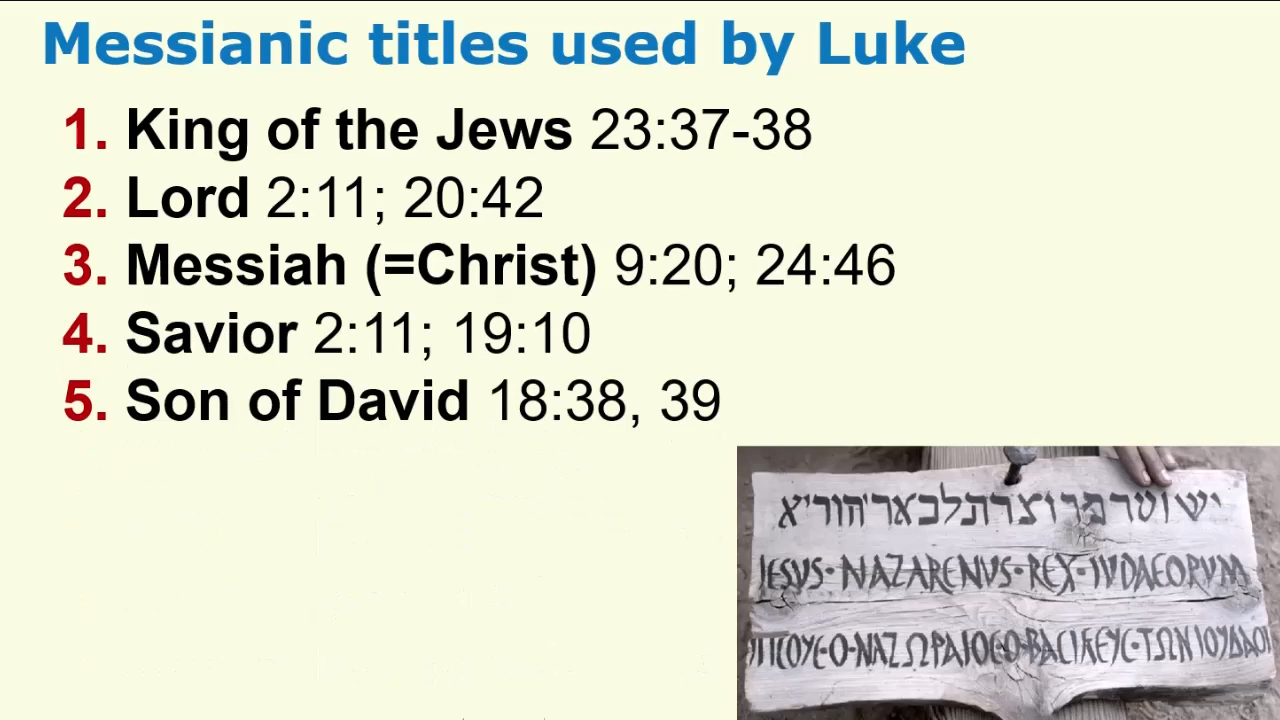 Messianic titles used by Luke
1. King of the Jews 23:37-38
2. Lord 2:11; 20:42
3. Messiah (=Christ) 9:20; 24:46
4. Savior 2:11; 19:10
5. Son of David 18:38, 39
JESUS·NAZARENUS·REX·IVDAEORVM